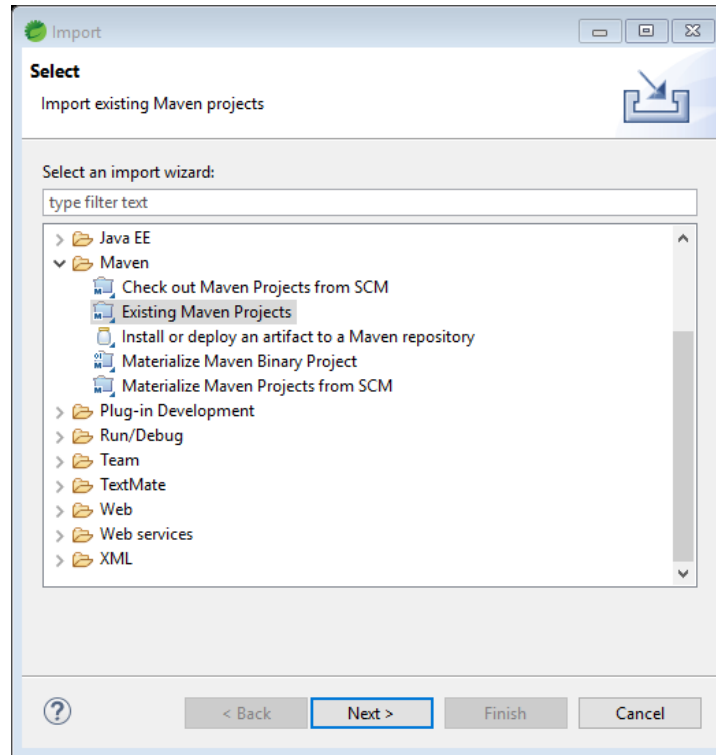 Import
Select
Import existing Maven projects
Select an import wizard:
type filter text
Java EE
Maven
Check out Maven Projects from SCM
Existing Maven Projects
Install or deploy an artifact to a Maven repository
Materialize Maven Binary Project
Materialize Maven Projects from SCM
Plug-in Development
Run/Debug
Team
TextMate
Web
Web services
XML
? < Back Next > Finish Cancel